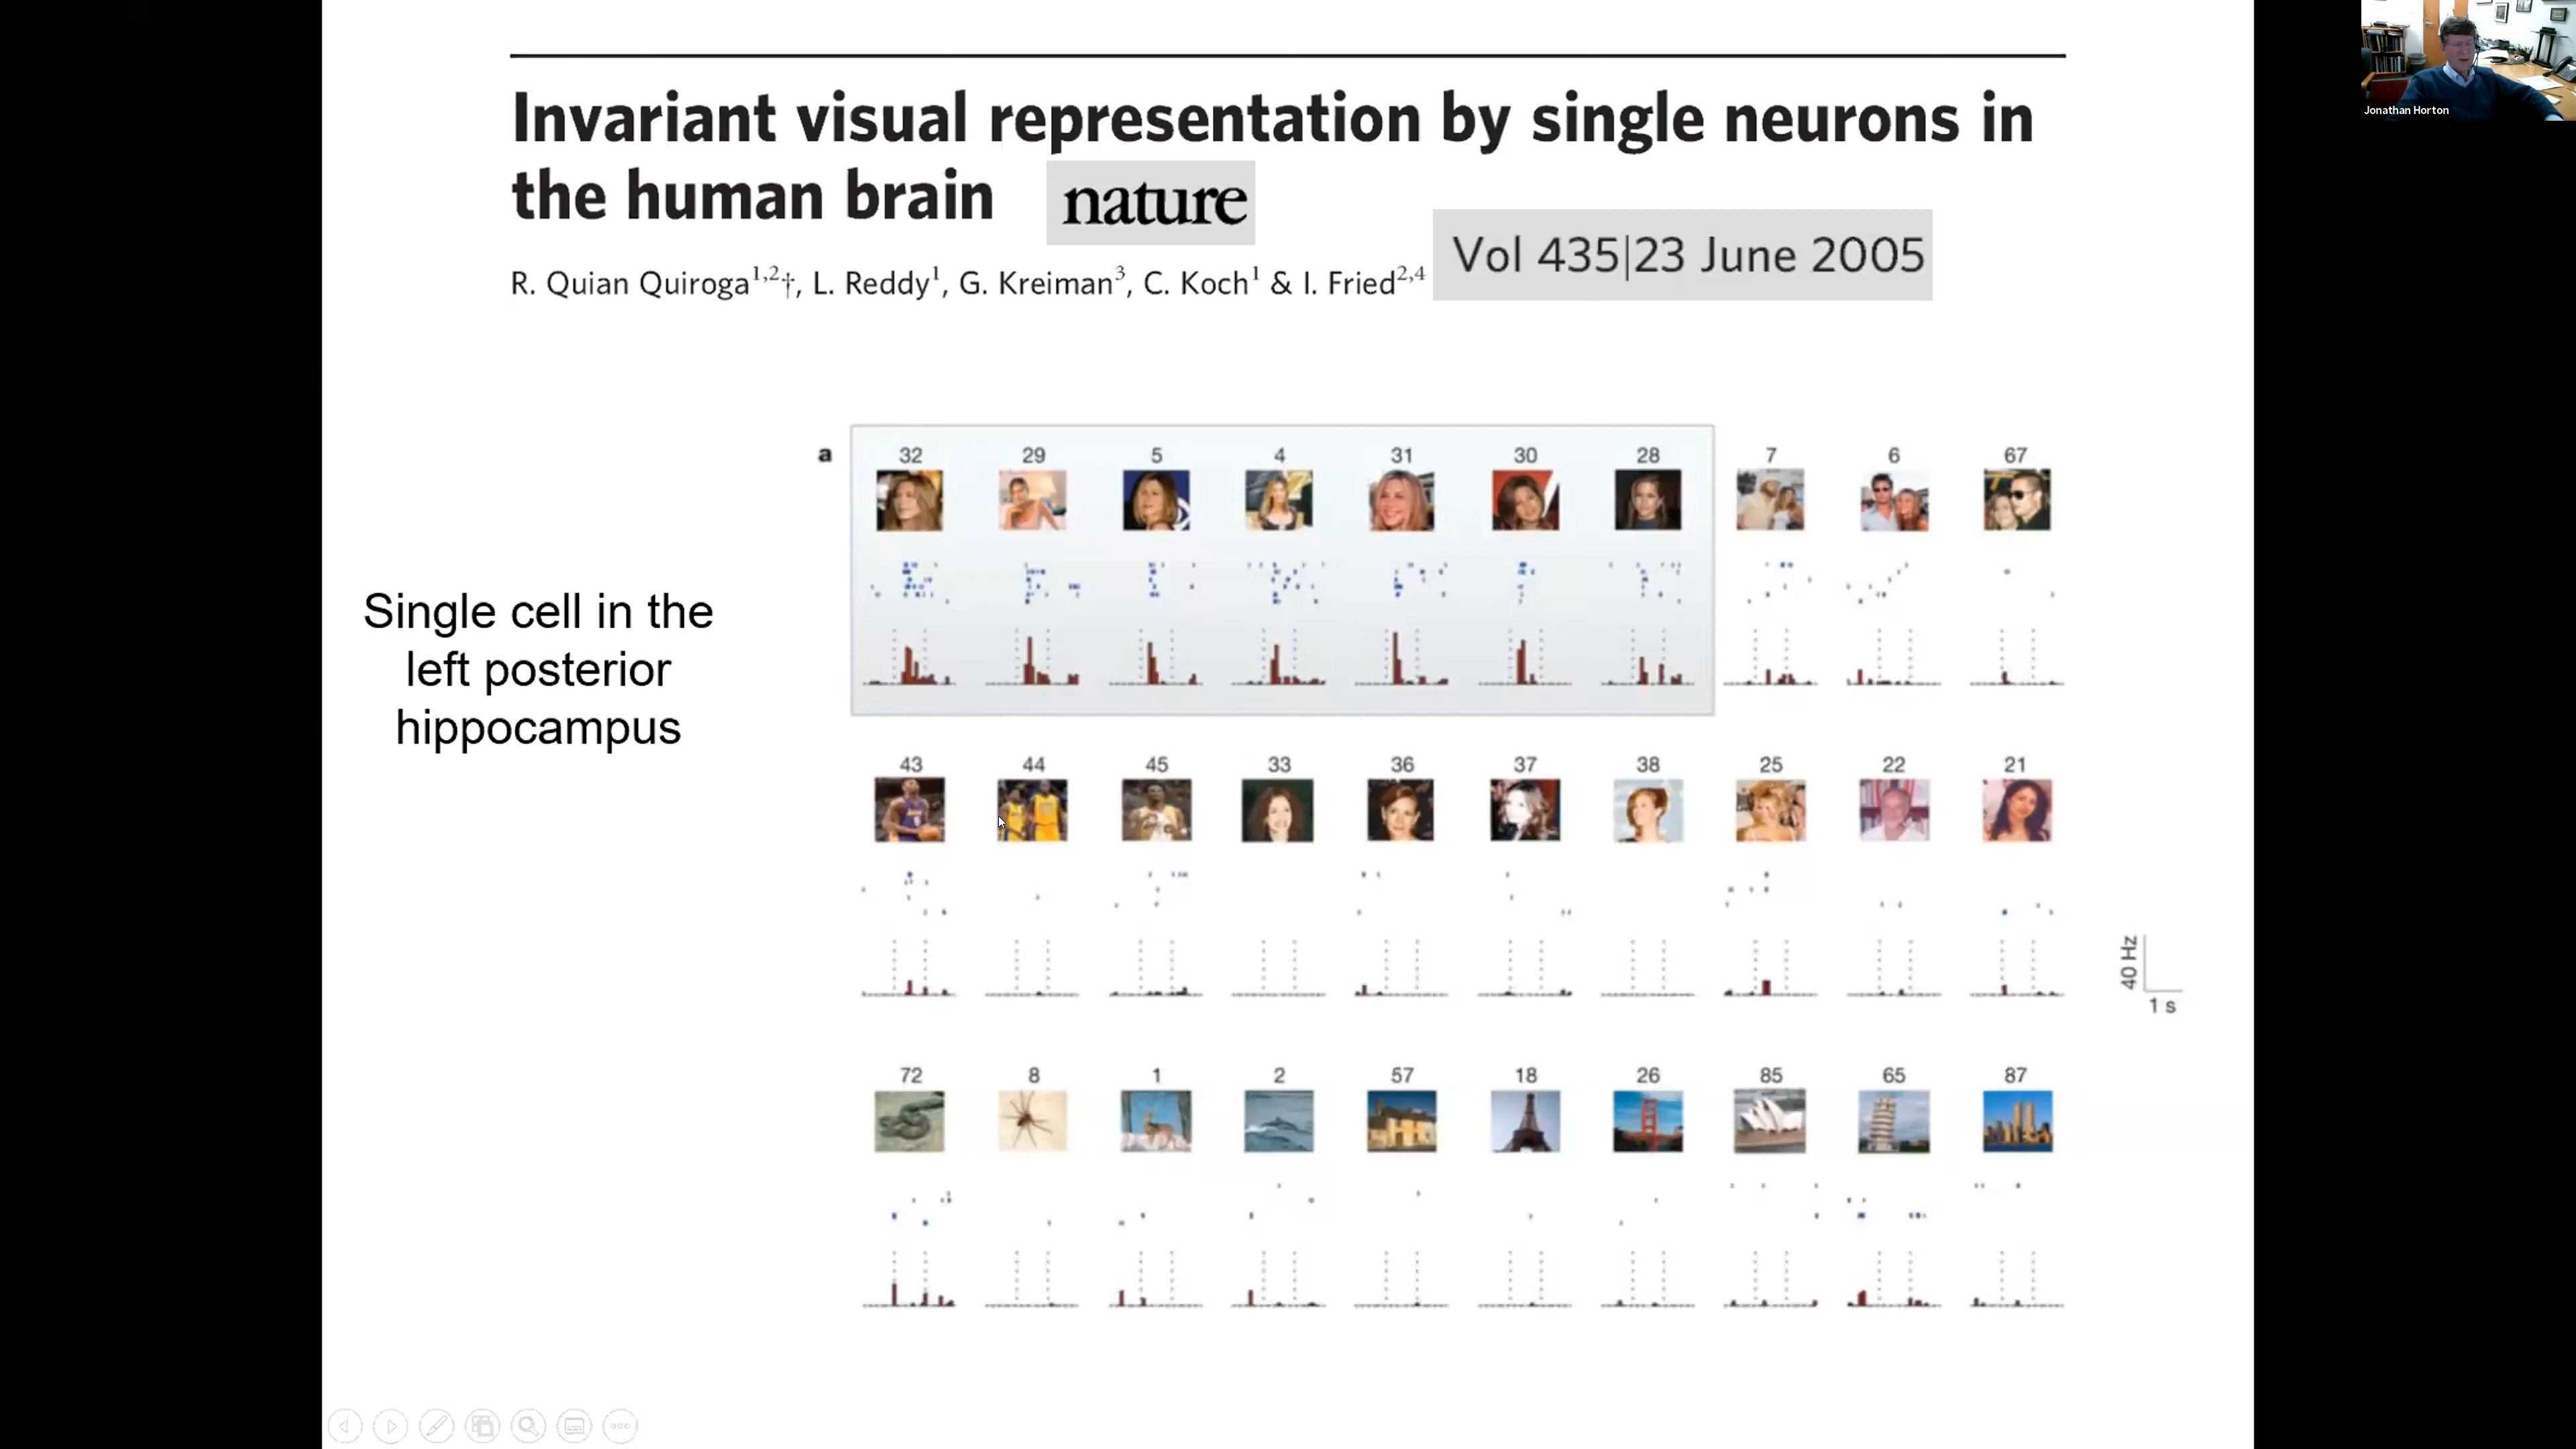 Jonathan Horton
Invariant visual representation by single neurons in
the human brain nature
Vol 435|23 June 2005
R. Quian Quiroga1,2†, L. Reddy1, G. Kreiman3, C. Koch1 & I. Fried2,4
Single cell in the
left posterior
hippocampus
a 32 29 5 4 31 30 28 7 6 67
43 44 45 33 36 37 38 25 22 21
40 Hz
1 s
72 8 1 2 57 18 26 85 65 87